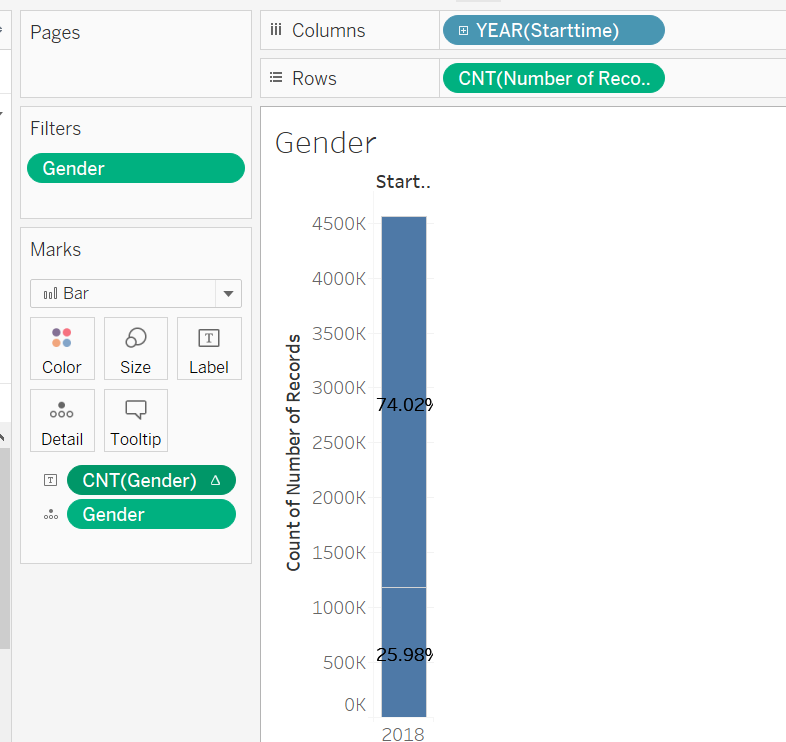 Pages
Columns
YEAR(Starttime)
Rows
CNT(Number of Reco..
Filters
Gender
Marks
Bar
Color
Size
T
Label
Detail
Tooltip
T
CNT(Gender) Δ
Gender
Gender
Start..
Count of Number of Records
4500K
4000K
3500K
3000K
2500K
2000K
1500K
1000K
500K
0K
74.02%
25.98%
2018